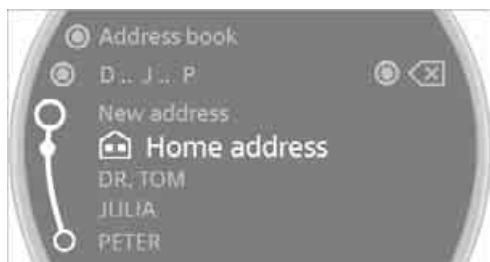 Address book
D .. J .. P
New address
Home address
DR. TOM
JULIA
PETER